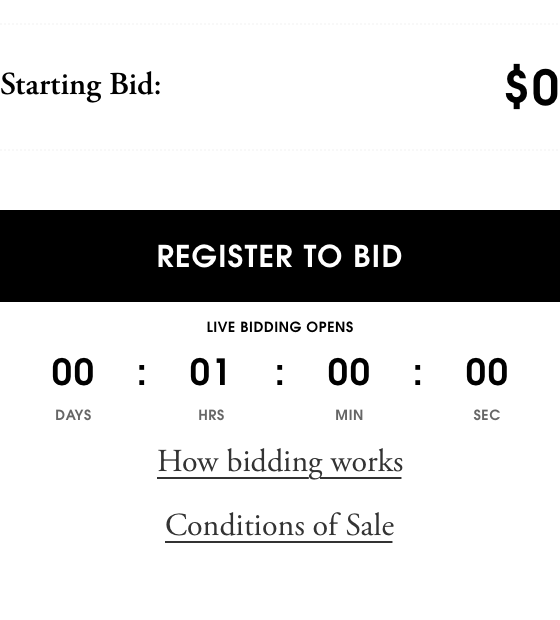 Starting Bid: $0
REGISTER TO BID
LIVE BIDDING OPENS
00 : 01 : 00 : 00
DAYS HRS MIN SEC
How bidding works
Conditions of Sale